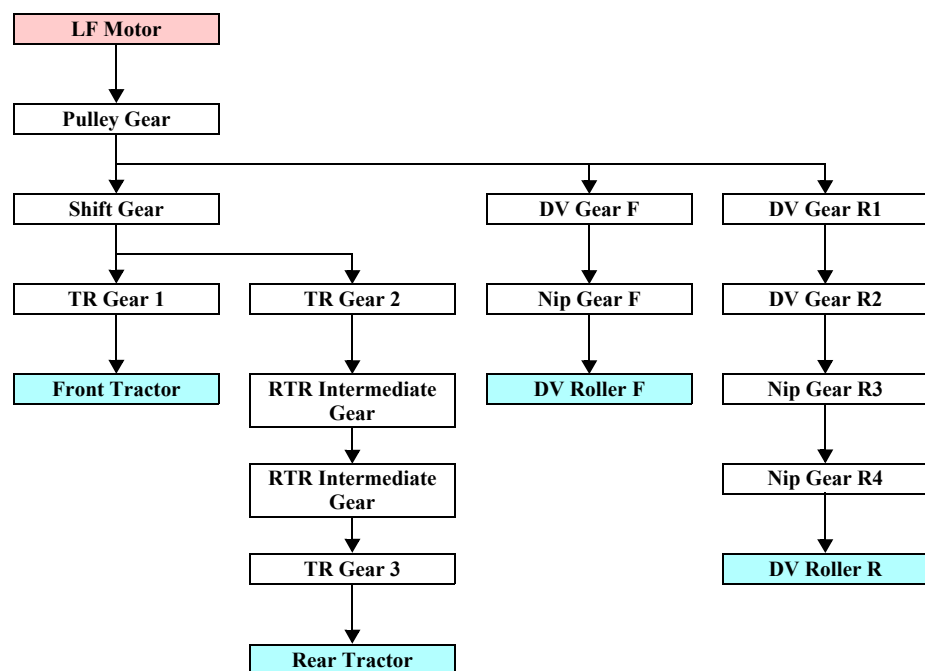 LF Motor
Pulley Gear
Shift Gear
DV Gear F
DV Gear R1
TR Gear 1
TR Gear 2
Nip Gear F
DV Gear R2
Front Tractor
RTR Intermediate
Gear
DV Roller F
Nip Gear R3
RTR Intermediate
Gear
Nip Gear R4
TR Gear 3
DV Roller R
Rear Tractor